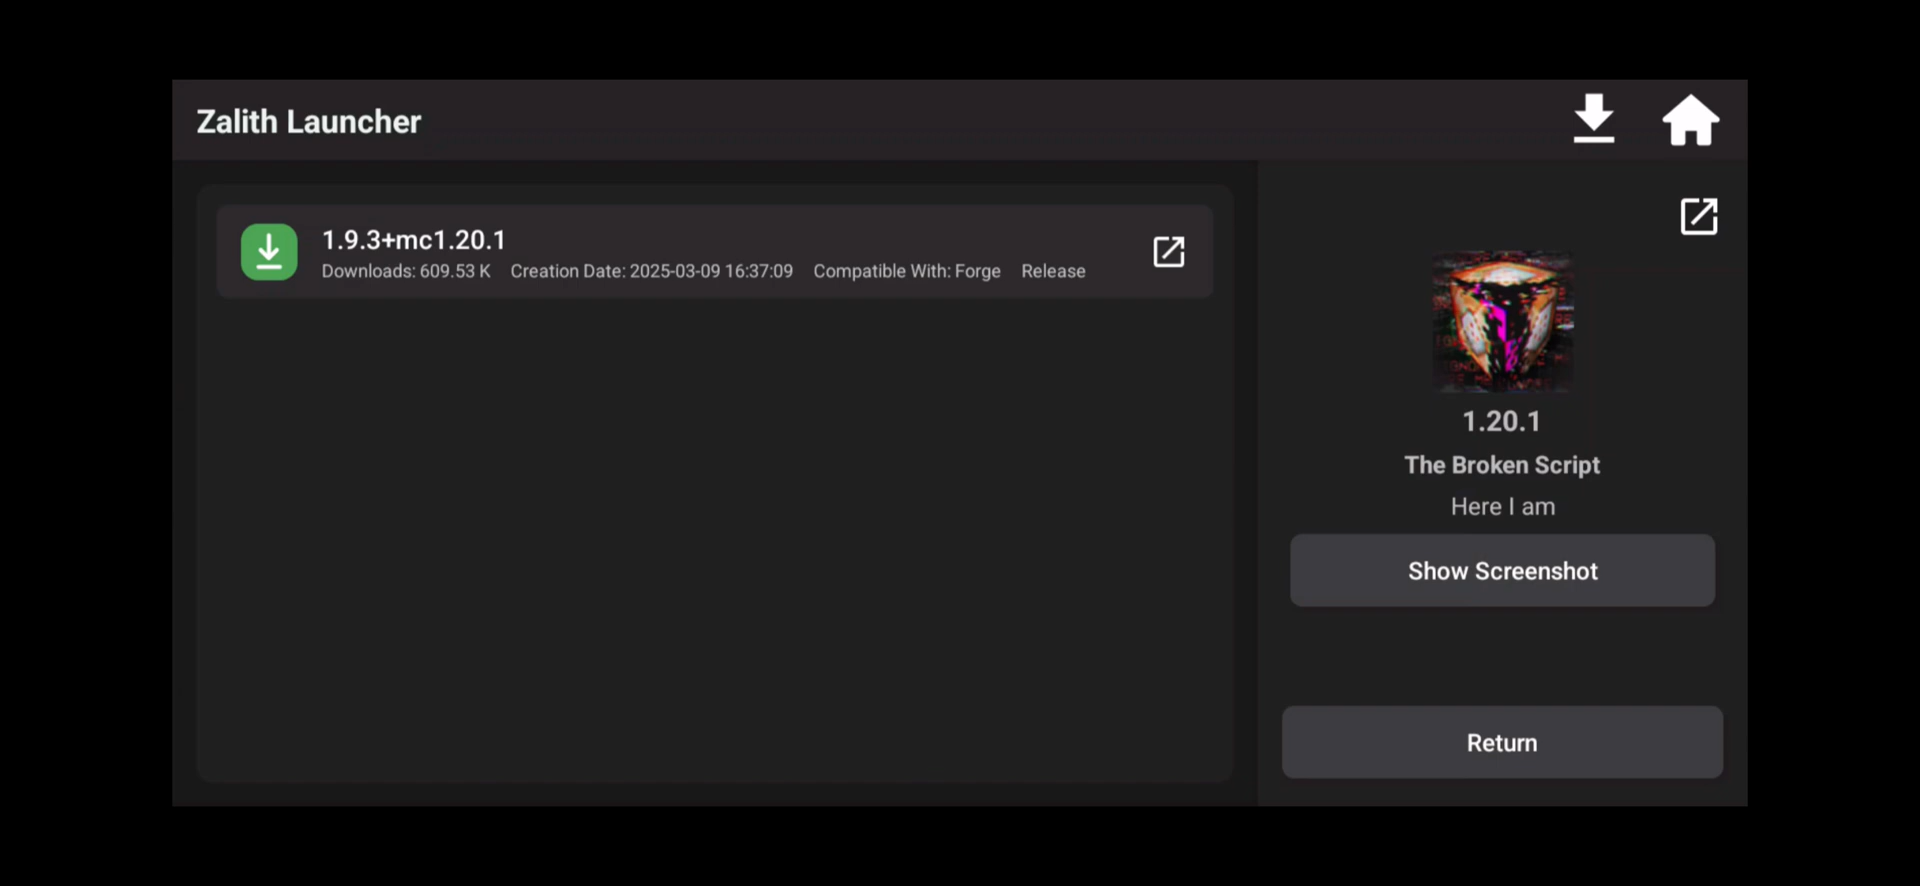 Zalith Launcher
1.9.3+mc1.20.1
Downloads: 609.53 K Creation Date: 2025-03-09 16:37:09 Compatible With: Forge Release
1.20.1
The Broken Script
Here I am
Show Screenshot
Return